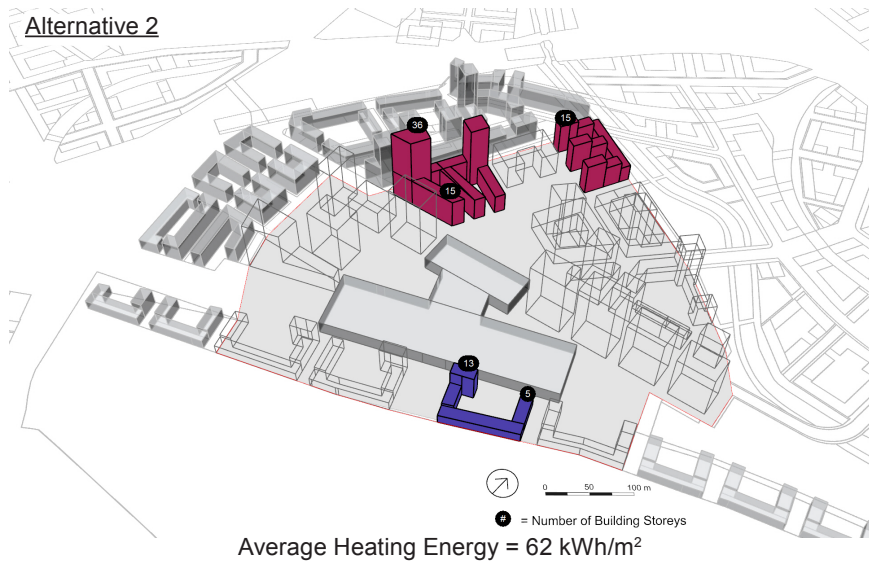 Alternative 2
36
15
15
13
5
0 50 100 m
# = Number of Building Storeys
Average Heating Energy = 62 kWh/m²